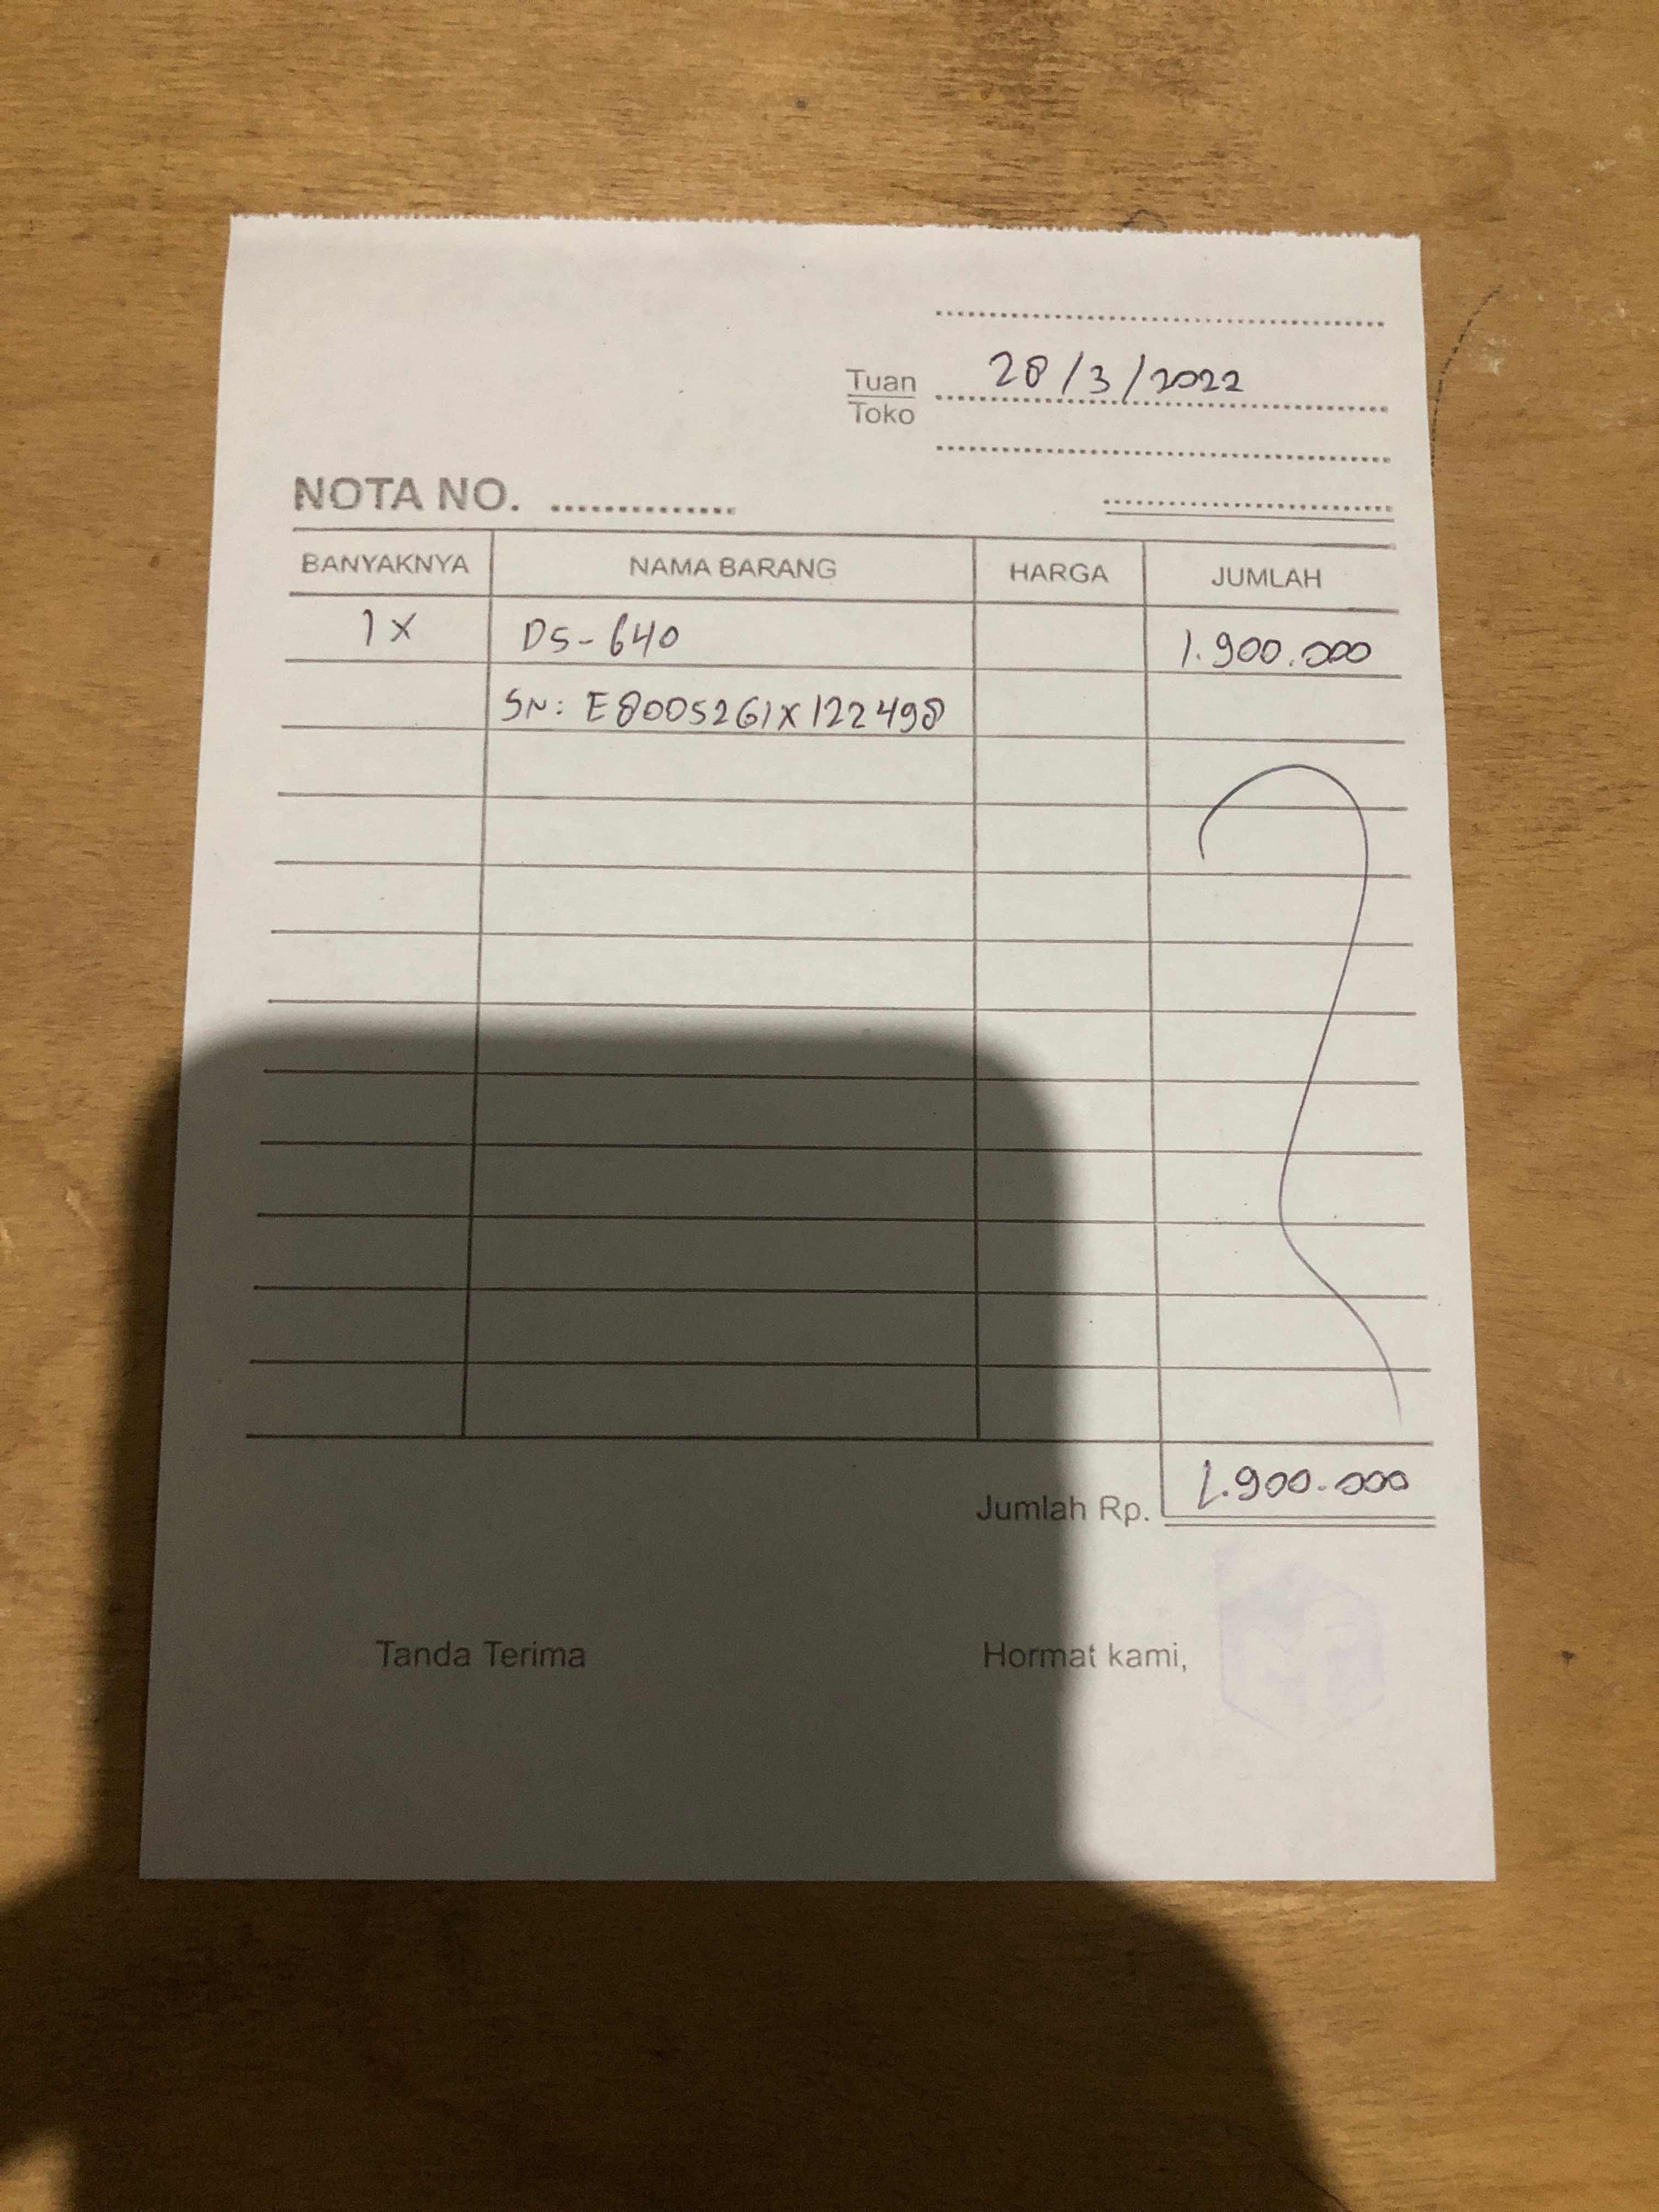 28/3/2022
Tuan
Toko
NOTA NO. ..............
BANYAKNYA NAMA BARANG HARGA JUMLAH
1X DS-640 1.900.000
SN: E8005261X122498
Jumlah Rp. 1.900.000
Tanda Terima Hormat kami,